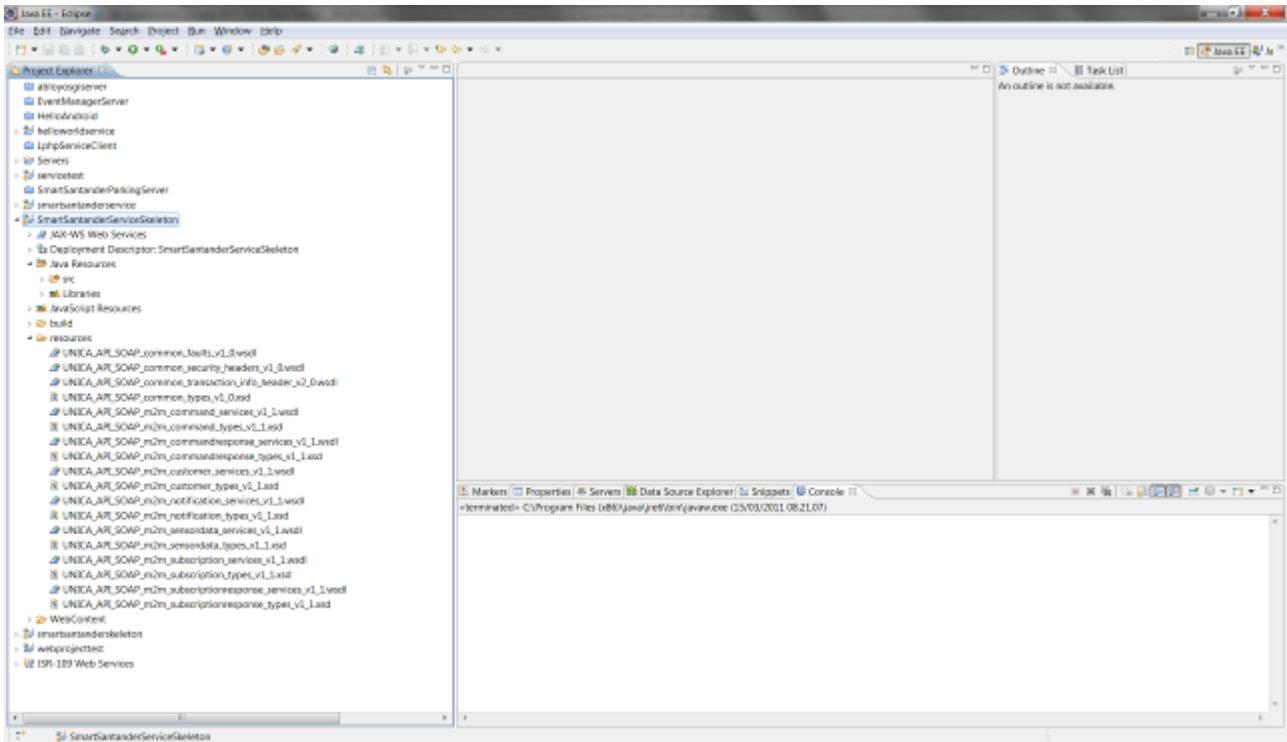 Java EE - Eclipse
File Edit Navigate Search Project Run Window Help
Java EE
Project Explorer
EventManagerServer
HelloAndroid
helloworldservice
LphpServiceClient
Servers
servicetest
SmartSantanderParkingServer
smartsantanderservice
SmartSantanderServiceSkeleton
JAX-WS Web Services
Deployment Descriptor: SmartSantanderServiceSkeleton
Java Resources
src
Libraries
JavaScript Resources
build
resources
UNICA_API_SOAP_common_faults_v1_0.wsdl
UNICA_API_SOAP_common_security_headers_v1_0.wsdl
UNICA_API_SOAP_common_transaction_info_header_v2_0.wsdl
UNICA_API_SOAP_common_types_v1_0.xsd
UNICA_API_SOAP_m2m_command_services_v1_1.wsdl
UNICA_API_SOAP_m2m_command_types_v1_1.xsd
UNICA_API_SOAP_m2m_commandresponse_services_v1_1.wsdl
UNICA_API_SOAP_m2m_commandresponse_types_v1_1.xsd
UNICA_API_SOAP_m2m_customer_services_v1_1.wsdl
UNICA_API_SOAP_m2m_customer_types_v1_1.xsd
UNICA_API_SOAP_m2m_notification_services_v1_1.wsdl
UNICA_API_SOAP_m2m_notification_types_v1_1.xsd
UNICA_API_SOAP_m2m_sensordata_services_v1_1.wsdl
UNICA_API_SOAP_m2m_sensordata_types_v1_1.xsd
UNICA_API_SOAP_m2m_subscription_services_v1_1.wsdl
UNICA_API_SOAP_m2m_subscription_types_v1_1.xsd
UNICA_API_SOAP_m2m_subscriptionresponse_services_v1_1.wsdl
UNICA_API_SOAP_m2m_subscriptionresponse_types_v1_1.xsd
WebContent
smartsantanderskeleton
webprojecttest
JSR-109 Web Services
Outline Task List
An outline is not available.
Markers Properties Servers Data Source Explorer Snippets Console
<terminated> C:\Program Files (x86)\Java\jre6\bin\javaw.exe (15/03/2011 08:21:07)
SmartSantanderServiceSkeleton